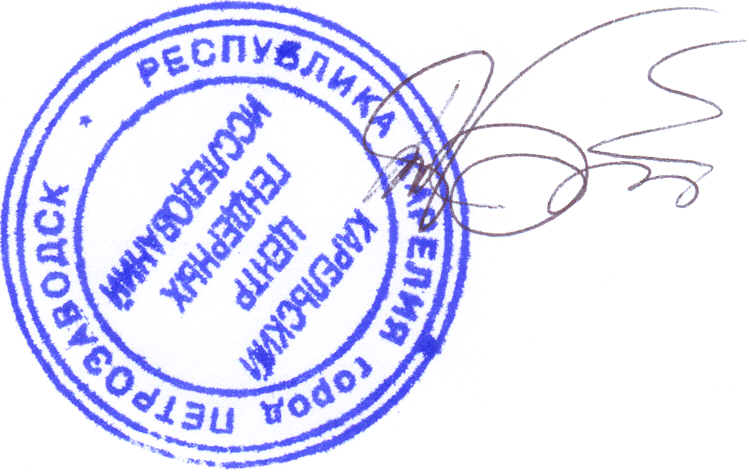 РЕСПУБЛИКА КАРЕЛИЯ город ПЕТРОЗАВОДСК *
КАРЕЛЬСКИЙ
ЦЕНТР
ГЕНДЕРНЫХ
ИССЛЕДОВАНИЙ